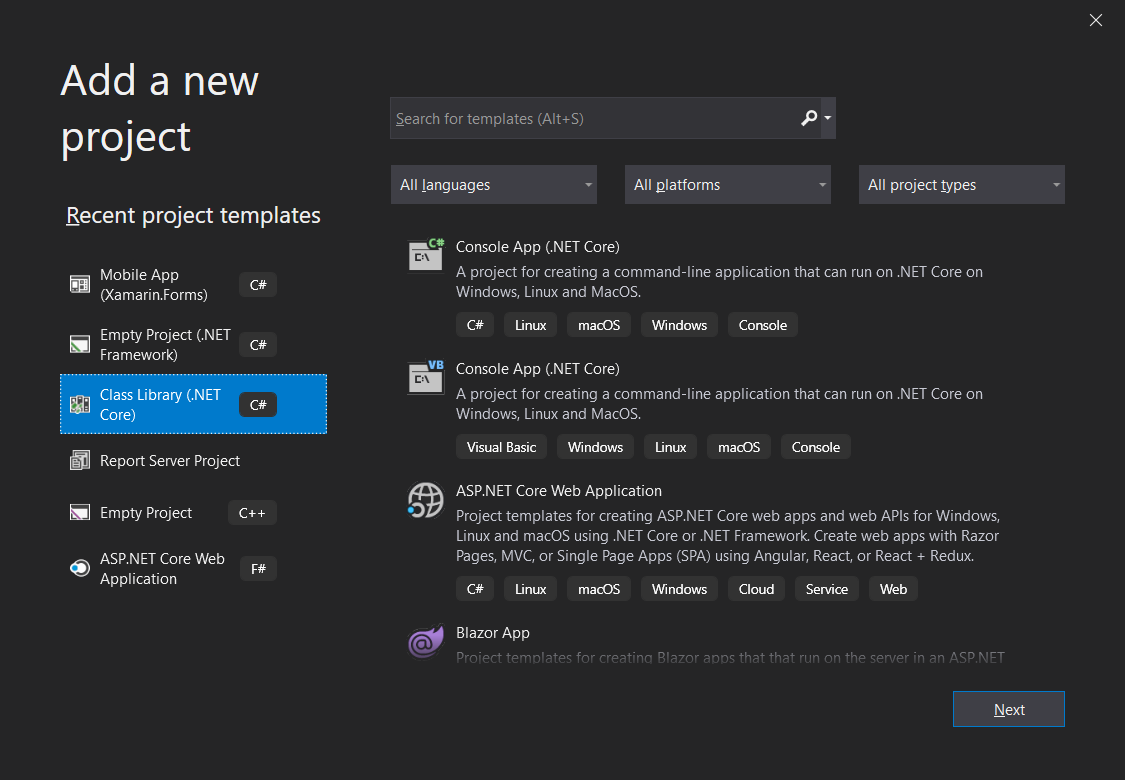 Add a new
project
Search for templates (Alt+S)
All languages
All platforms
All project types
Recent project templates
Mobile App
(Xamarin.Forms)
C#
Empty Project (.NET
Framework)
C#
Class Library (.NET
Core)
C#
Report Server Project
Empty Project
C++
ASP.NET Core Web
Application
F#
C#
C:\
Console App (.NET Core)
A project for creating a command-line application that can run on .NET Core on
Windows, Linux and MacOS.
C# Linux macOS Windows Console
VB
C:\
Console App (.NET Core)
A project for creating a command-line application that can run on .NET Core on
Windows, Linux and MacOS.
Visual Basic Windows Linux macOS Console
ASP.NET Core Web Application
Project templates for creating ASP.NET Core web apps and web APIs for Windows,
Linux and macOS using .NET Core or .NET Framework. Create web apps with Razor
Pages, MVC, or Single Page Apps (SPA) using Angular, React, or React + Redux.
C# Linux macOS Windows Cloud Service Web
@
Blazor App
Project templates for creating Blazor apps that that run on the server in an ASP.NET
Next